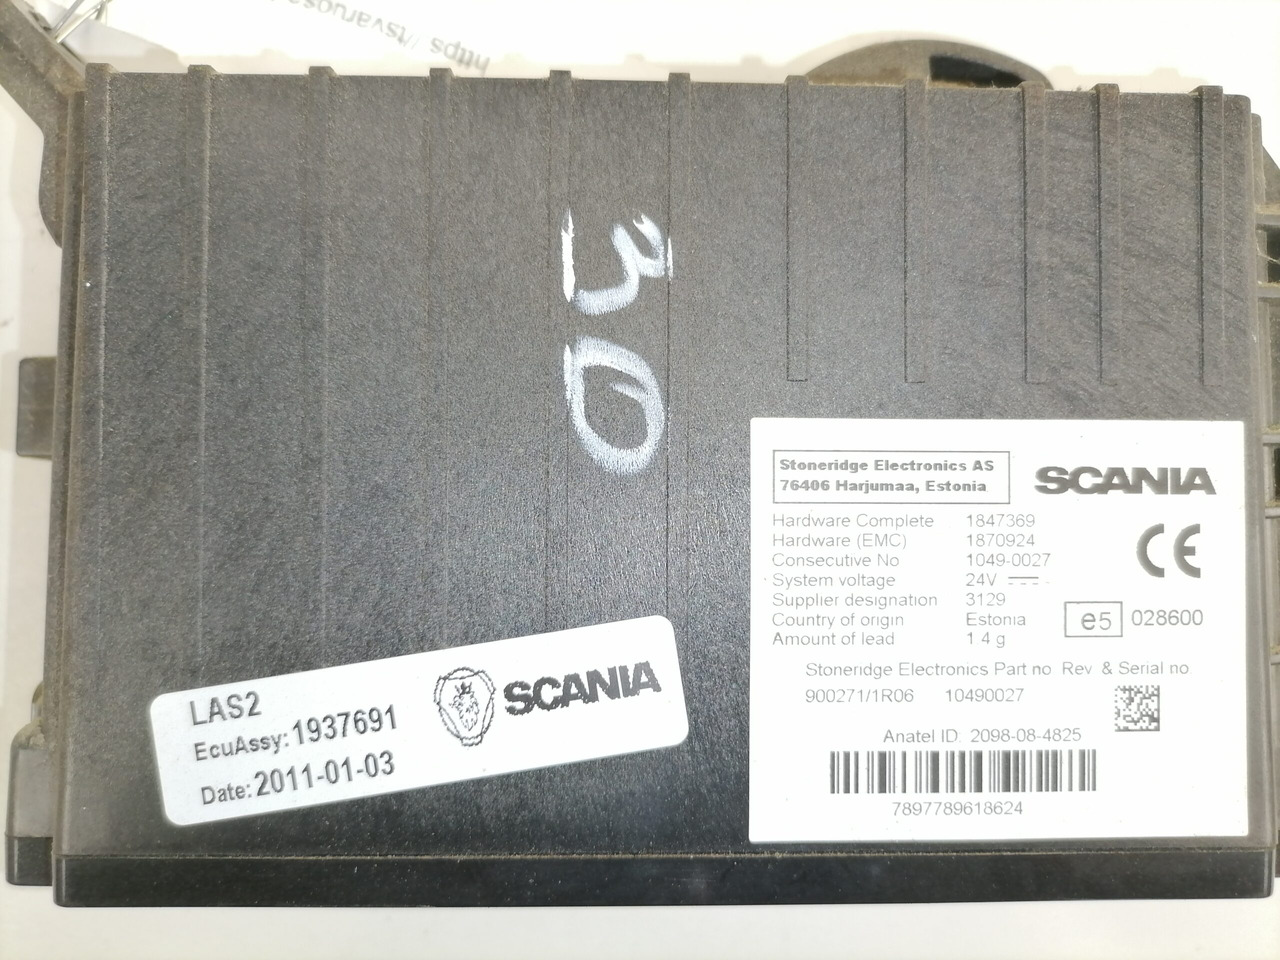 https
30
Stoneridge Electronics AS
76406 Harjumaa, Estonia
SCANIA
Hardware Complete 1847369
Hardware (EMC) 1870924
Consecutive No 1049-0027
System voltage 24V
Supplier designation 3129
Country of origin Estonia
Amount of lead 1.4 g
CE
e5 028600
Stoneridge Electronics Part no Rev & Serial no
900271/1R06 10490027
Anatel ID: 2098-08-4825
7897789618624
LAS2
EcuAssy: 1937691
Date: 2011-01-03
SCANIA